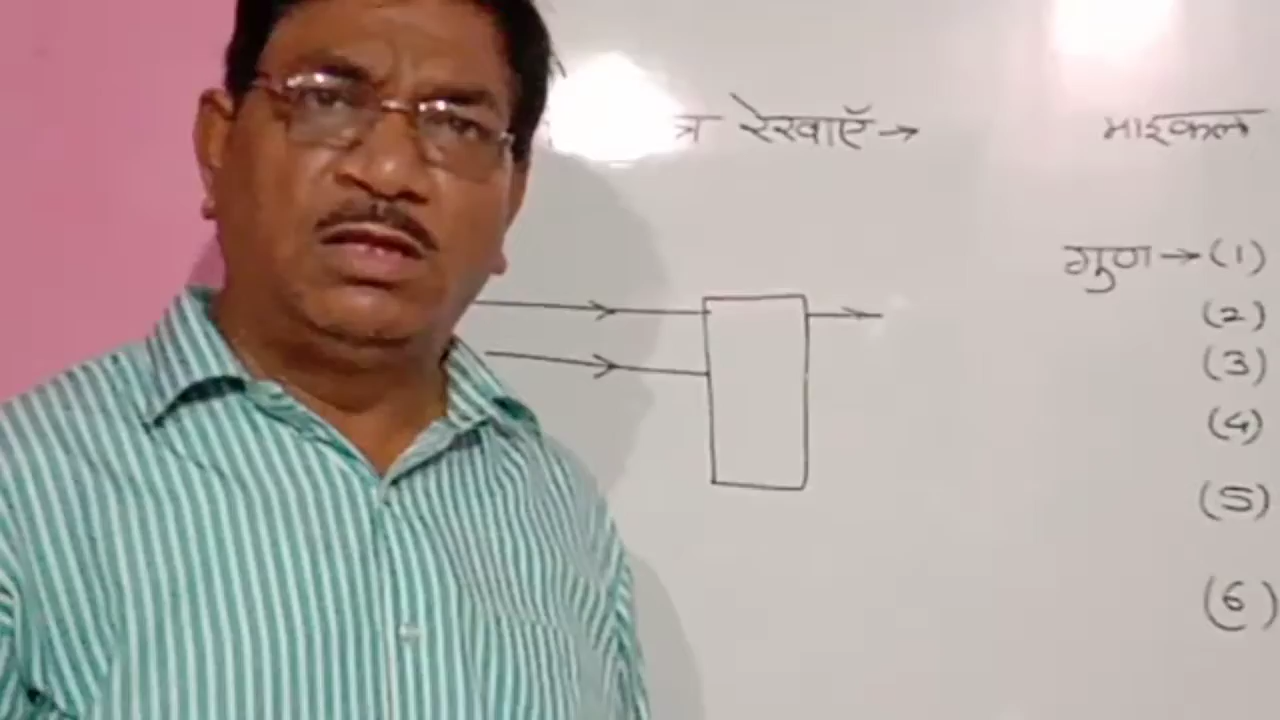 त्र रेखाएँ → माइकल
गुण → (1)
(2)
(3)
(4)
(5)
(6)